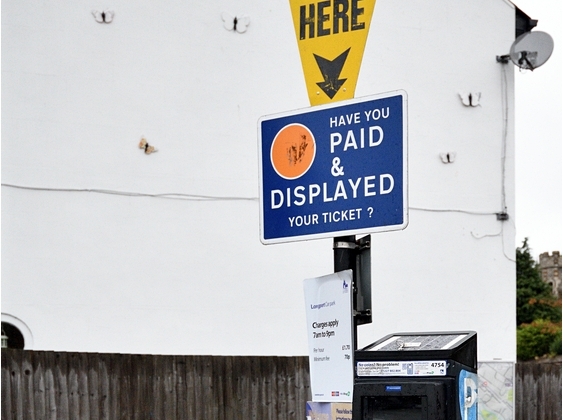 HERE
HAVE YOU
PAID
&
DISPLAYED
YOUR TICKET ?
Charges apply
7am to 9pm
4754